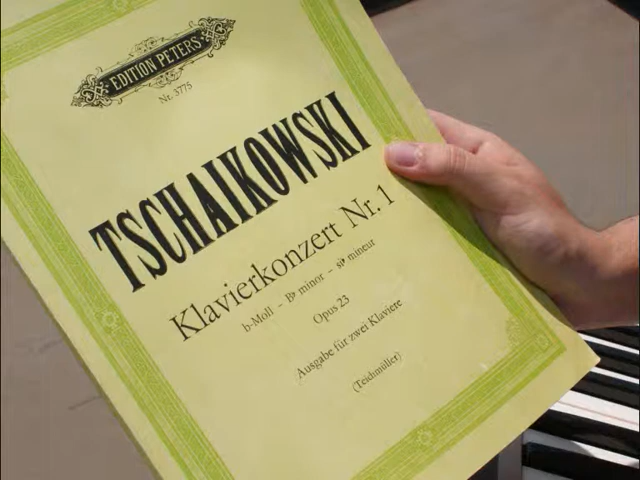 EDITION PETERS
Nr. 3775
TSCHAIKOWSKI
Klavierkonzert Nr. 1
b-Moll – B♭ minor – si♭ mineur
Opus 23
Ausgabe für zwei Klaviere
(Teichmüller)